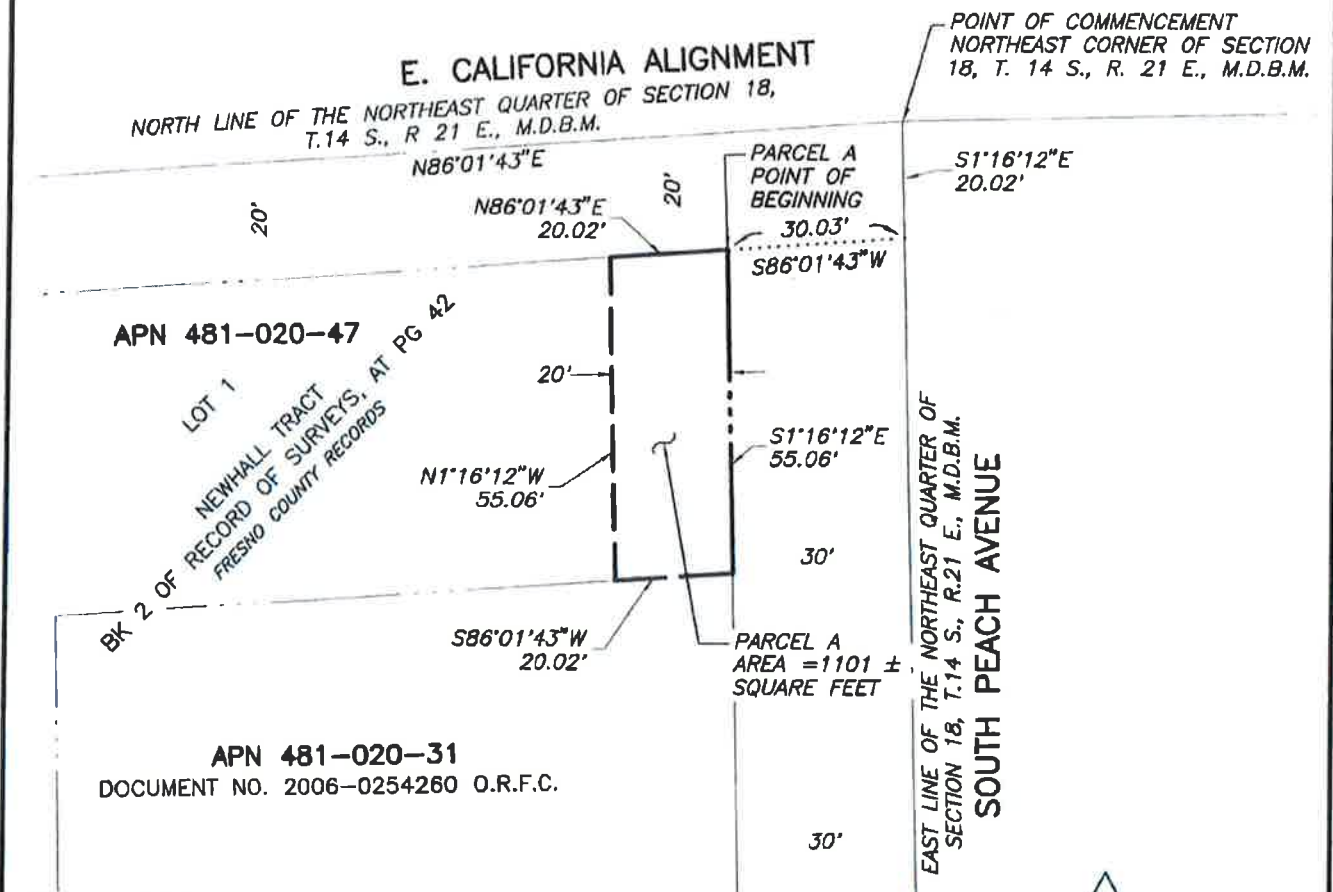 POINT OF COMMENCEMENT
NORTHEAST CORNER OF SECTION
18, T. 14 S., R. 21 E., M.D.B.M.
E. CALIFORNIA ALIGNMENT
NORTH LINE OF THE NORTHEAST QUARTER OF SECTION 18,
T.14 S., R 21 E., M.D.B.M.
N86°01'43"E
PARCEL A
POINT OF
BEGINNING
S1°16'12"E
20.02'
20'
N86°01'43"E
20.02'
20'
30.03'
S86°01'43"W
APN 481-020-47
LOT 1
NEWHALL TRACT
BK 2 OF RECORD OF SURVEYS, AT PG 42
FRESNO COUNTY RECORDS
20'
N1°16'12"W
55.06'
S1°16'12"E
55.06'
30'
S86°01'43"W
20.02'
PARCEL A
AREA =1101 ±
SQUARE FEET
EAST LINE OF THE NORTHEAST QUARTER OF
SECTION 18, T.14 S., R.21 E., M.D.B.M.
SOUTH PEACH AVENUE
APN 481-020-31
DOCUMENT NO. 2006-0254260 O.R.F.C.
30'